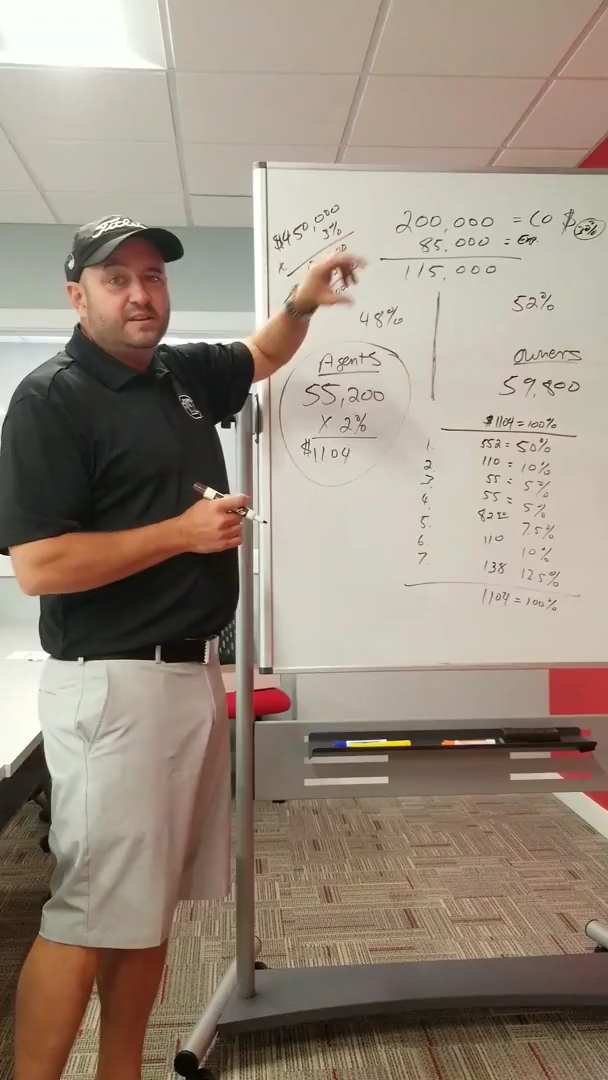 Titleist
$450,000
3%
X
200,000 = CO $
85,000 = Exp.
115,000
48%
52%
Agents
55,200
X 2%
$1104
owners
59,800
$1104 = 100%
1. 552 = 50%
2. 110 = 10%
3. 55 = 5%
4. 55 = 5%
5. 82 50 7.5%
6. 110 10%
7. 138 12.5%
1104 = 100%